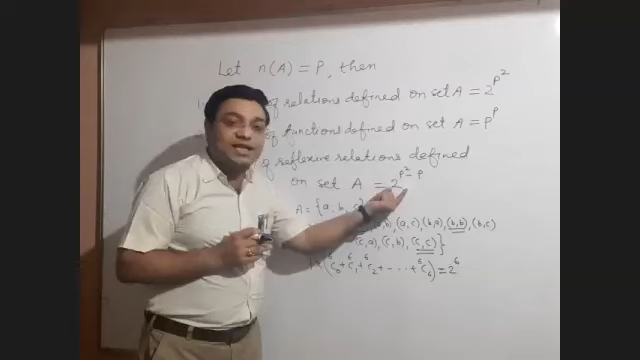 Let n(A) = P, then
of relations defined on set A = 2^{P^2}
of functions defined on set A = P^P
of reflexive relations defined
on set A = 2^{P^2 - P}
A = {a, b, c}
(a,c), (b,a), (b,b), (b,c)
(c,a), (c,b), (c,c)}
(⁶C₀ + ⁶C₁ + ⁶C₂ + - - - + ⁶C₆) = 2⁶